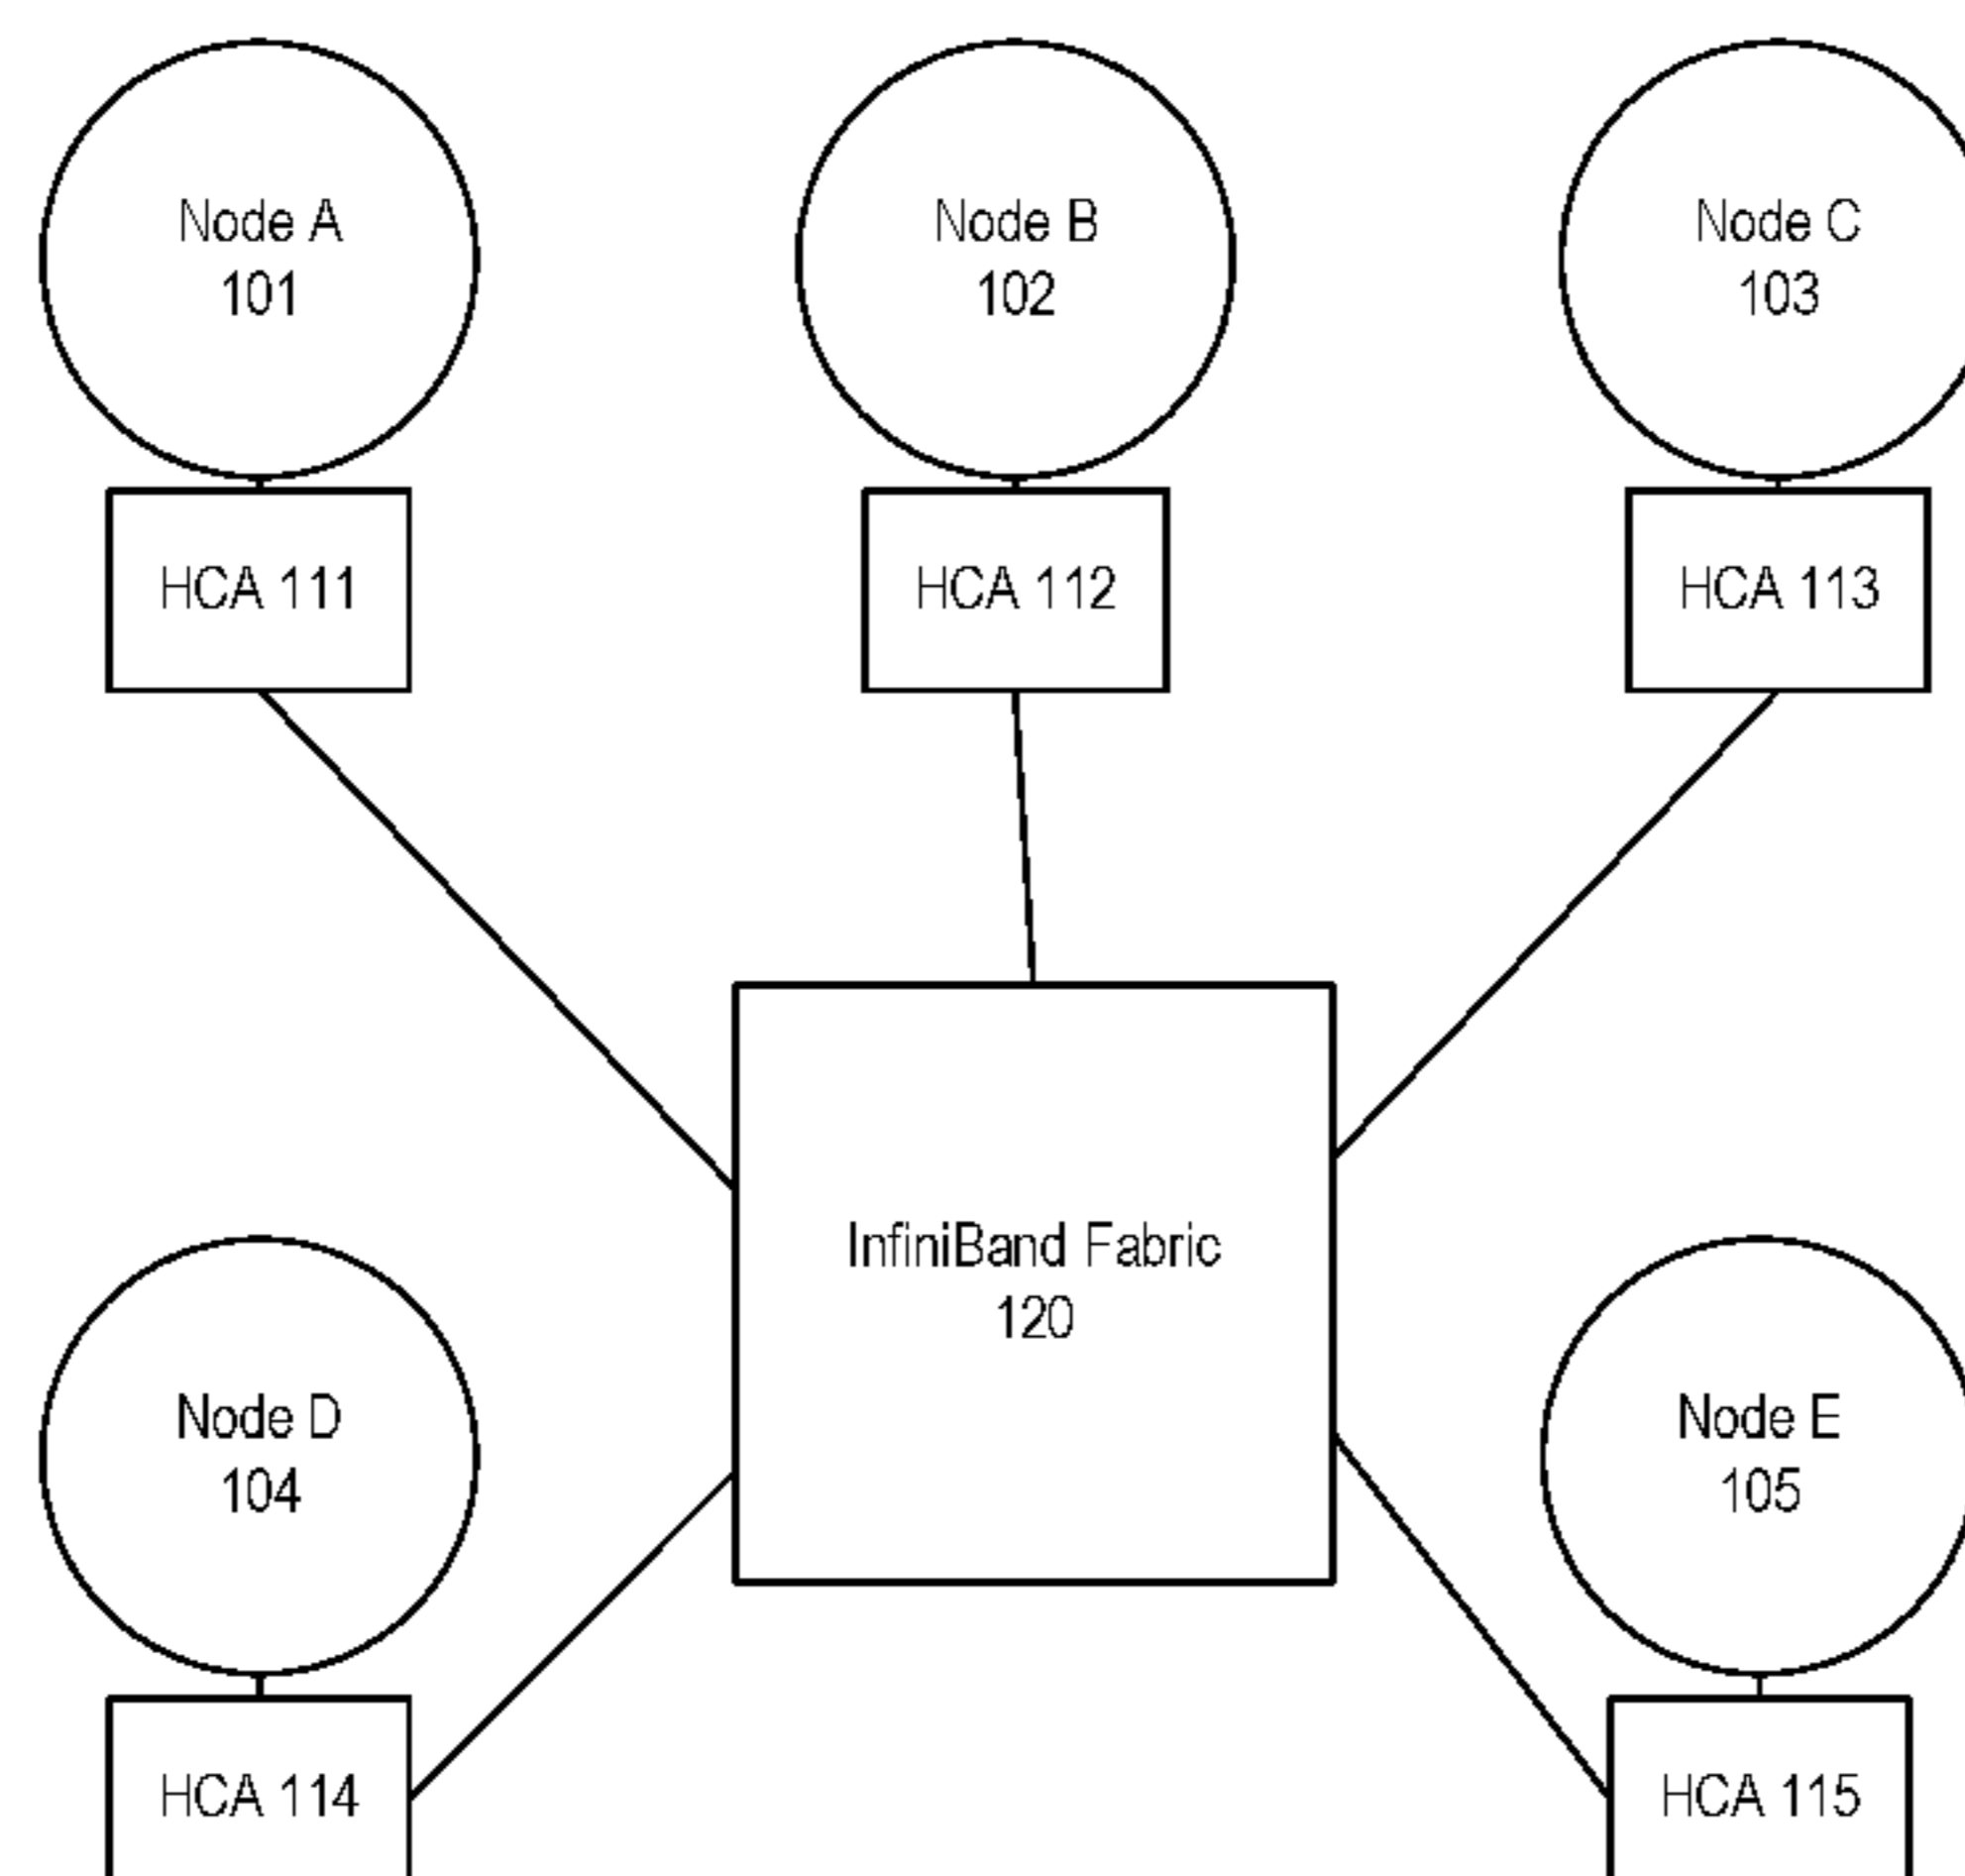 Node A
101
Node B
102
Node C
103
HCA 111
HCA 112
HCA 113
InfiniBand Fabric
120
Node D
104
Node E
105
HCA 114
HCA 115